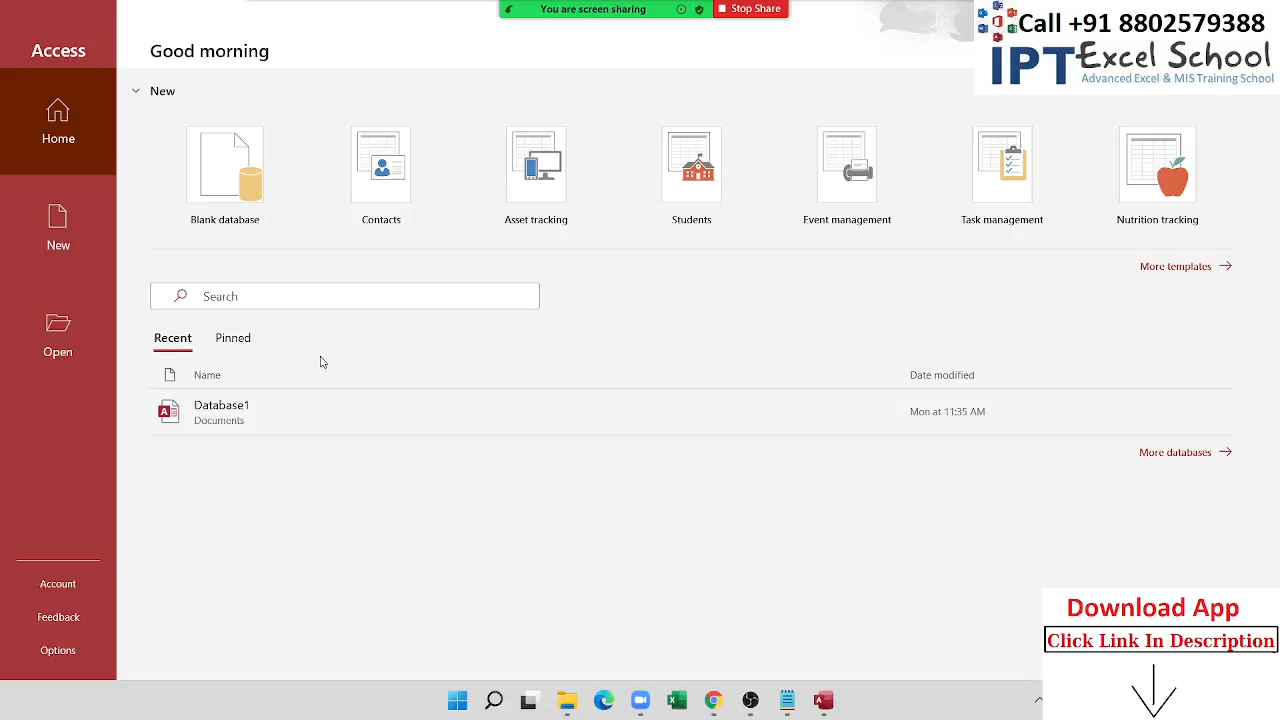 You are screen sharing
Stop Share
Call +91 8802579388
IPT Excel School
Advanced Excel & MIS Training School
Access
Good morning
New
Home
New
Open
Blank database
Contacts
Asset tracking
Students
Event management
Task management
Nutrition tracking
More templates
Search
Recent
Pinned
Name
Date modified
Database1
Documents
Mon at 11:35 AM
More databases
Account
Feedback
Options
Download App
Click Link In Description